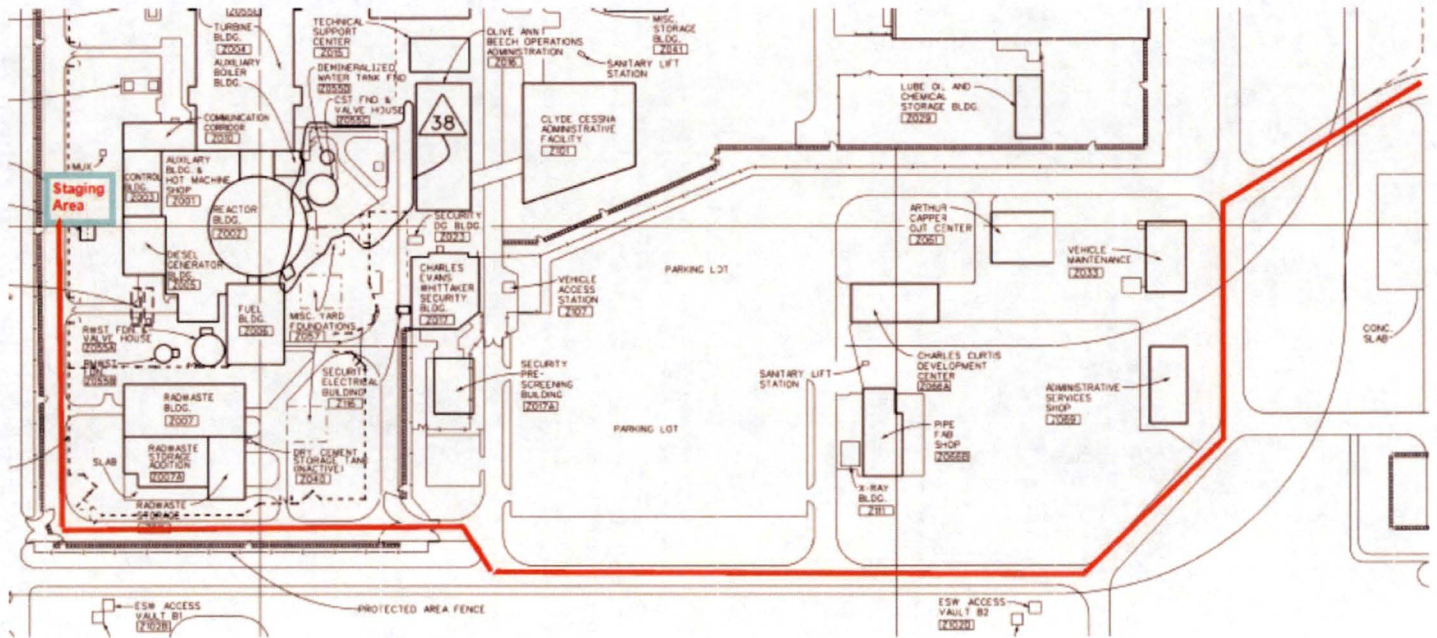 TURBINE
BLDG.
Z004
AUXILIARY
BOILER
BLDG.
TECHNICAL
SUPPORT
CENTER
Z015
DEMINERALIZED
WATER TANK FND
Z055D
CST FND &
VALVE HOUSE
Z055C
OLIVE ANN
BEECH OPERATIONS
ADMINISTRATION
Z016
MISC.
STORAGE
BLDG.
Z041
SANITARY LIFT
STATION
LUBE OIL AND
CHEMICAL
STORAGE BLDG.
Z029
COMMUNICATION
CORRIDOR
Z010
38
CLYDE CESSNA
ADMINISTRATIVE
FACILITY
Z101
MUX
Staging
Area
CONTROL
BLDG.
Z003
AUXILARY
BLDG. &
HOT MACHINE
SHOP
Z001
REACTOR
BLDG.
Z002
SECURITY
DG BLDG.
Z023
ARTHUR
CAPPER
OJT CENTER
Z061
VEHICLE
MAINTENANCE
Z033
DIESEL
GENERATOR
BLDG.
Z005
CHARLES
EVANS
WHITTAKER
SECURITY
BLDG.
Z017
VEHICLE
ACCESS
STATION
Z107
PARKING LOT
FUEL
BLDG.
Z006
MISC. YARD
FOUNDATIONS
Z057
RWST FDN &
VALVE HOUSE
Z055A
RMWST
FDN
Z055B
CONC.
SLAB
SECURITY
ELECTRICAL
BUILDING
Z116
SECURITY
PRE-
SCREENING
BUILDING
Z017A
SANITARY LIFT
STATION
CHARLES CURTIS
DEVELOPMENT
CENTER
Z066A
ADMINISTRATIVE
SERVICES
SHOP
Z069
RADWASTE
BLDG.
Z007
PARKING LOT
PIPE
FAB
SHOP
Z066B
SLAB
RADWASTE
STORAGE
ADDITION
Z007A
DRY CEMENT
STORAGE TANK
(INACTIVE)
Z040
X-RAY
BLDG.
Z111
RADWASTE
STORAGE
PROTECTED AREA FENCE
ESW ACCESS
VAULT B1
Z102B
ESW ACCESS
VAULT B2
Z102D